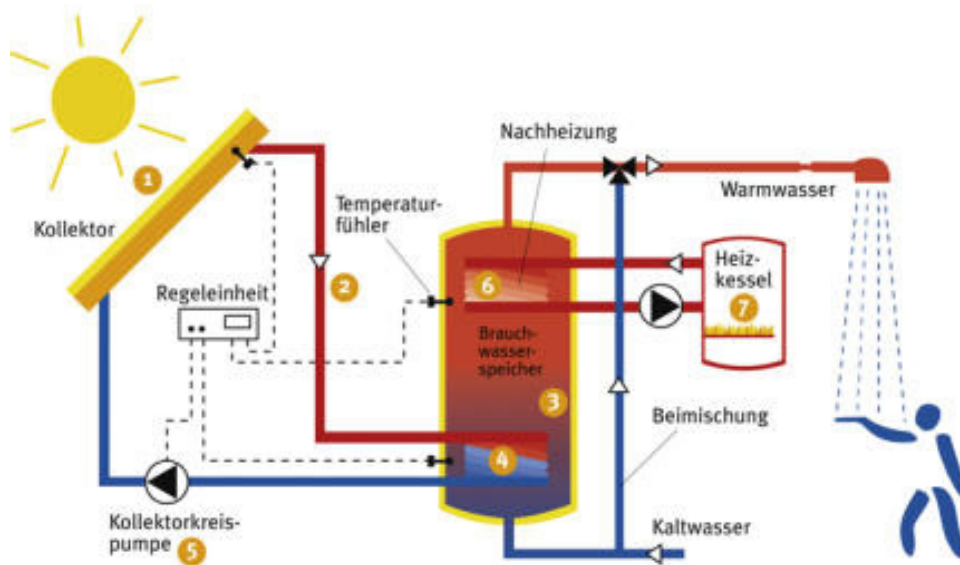 Nachheizung
1
Warmwasser
Kollektor
Temperatur-
fühler
Heiz-
kessel
7
2
6
Regeleinheit
Brauch-
wasser-
speicher
3
Beimischung
4
Kollektorkreis-
pumpe 5
Kaltwasser